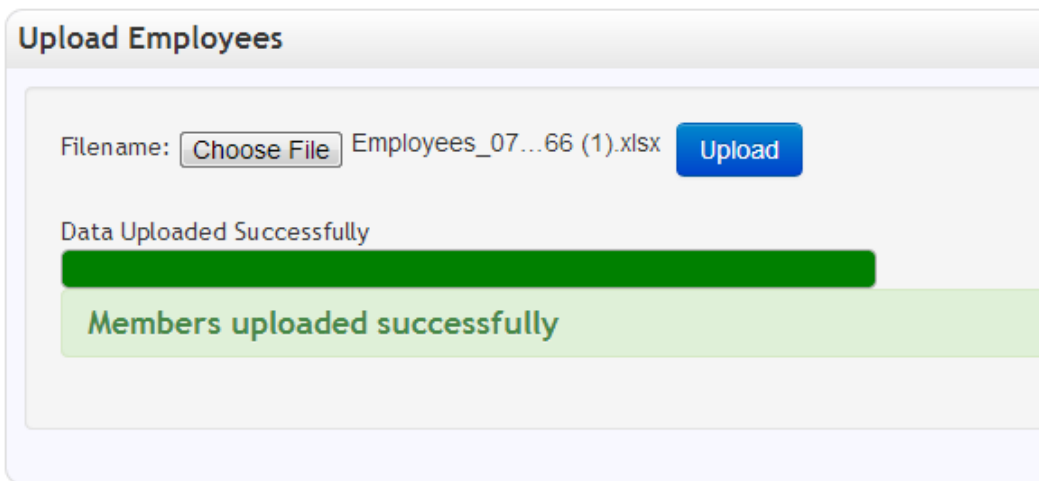 Upload Employees
Filename: Choose File Employees_07...66 (1).xlsx Upload
Data Uploaded Successfully
Members uploaded successfully